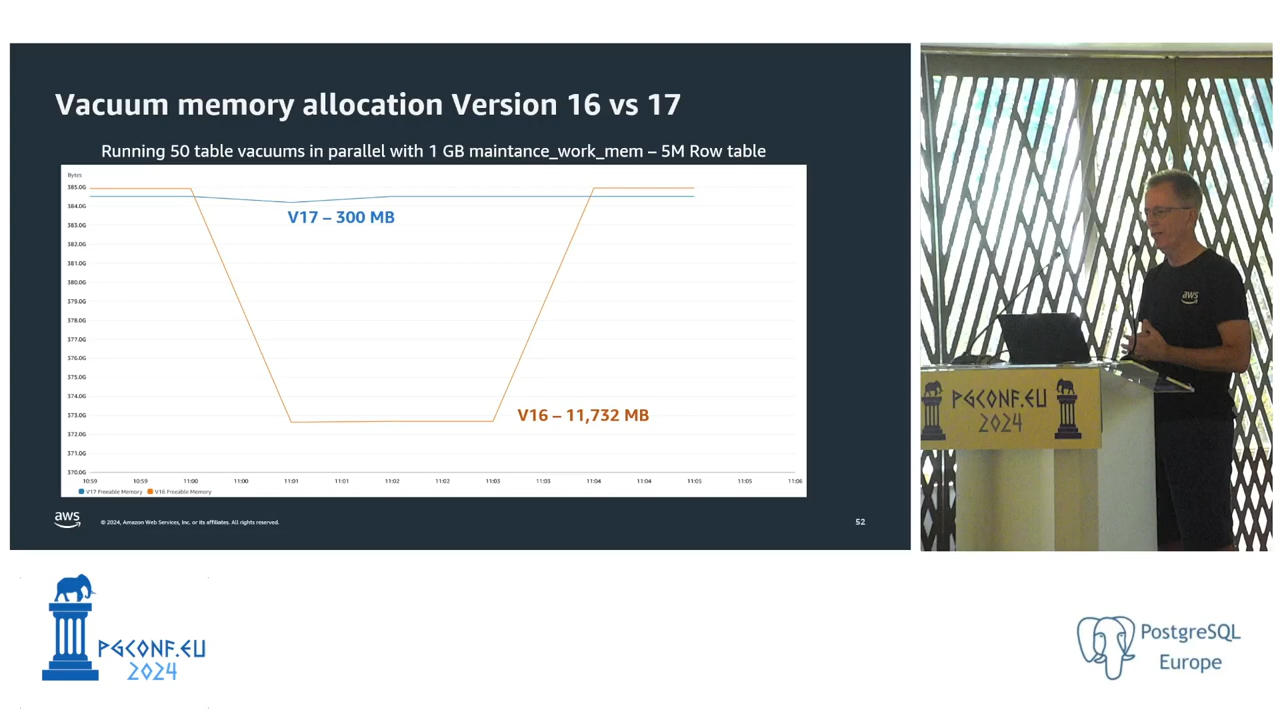 Vacuum memory allocation Version 16 vs 17
Running 50 table vacuums in parallel with 1 GB maintance_work_mem – 5M Row table
Bytes
385.0G
384.0G
383.0G
382.0G
381.0G
380.0G
379.0G
378.0G
377.0G
376.0G
375.0G
374.0G
373.0G
372.0G
371.0G
370.0G
V17 – 300 MB
V16 – 11,732 MB
10:59 10:59 11:00 11:00 11:01 11:01 11:02 11:02 11:03 11:03 11:04 11:04 11:05 11:05 11:06
V17 Freeable Memory V16 Freeable Memory
aws
© 2024, Amazon Web Services, Inc. or its affiliates. All rights reserved.
52
aws
PGCONF.EU
2024
PGCONF.EU
2024
PostgreSQL
Europe